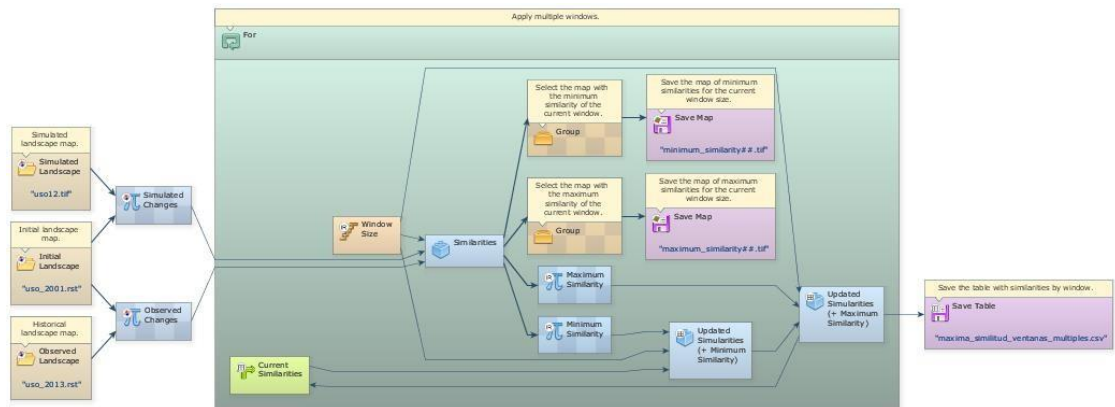 Apply multiple windows.
For
Simulated
landscape map.
Simulated
Landscape
"uso12.tif"
Initial landscape
map.
Initial
Landscape
"uso_2001.rst"
Historical
landscape map.
Observed
Landscape
"uso_2013.rst"
Simulated
Changes
Observed
Changes
Window
Size
Similarities
Current
Similarities
Select the map with
the minimum
similarity of the
current window.
Group
Save the map of minimum
similarities for the current
window size.
Save Map
"minimum_similarity##.tif"
Select the map with
the maximum
similarity of the
current window.
Group
Save the map of maximum
similarities for the current
window size.
Save Map
"maximum_similarity##.tif"
Maximum
Similarity
Minimum
Similarity
Updated
Simularities
(+ Minimum
Similarity)
Updated
Simularities
(+ Maximum
Similarity)
Save the table with similarities by window.
Save Table
"maxima_similitud_ventanas_multiples.csv"